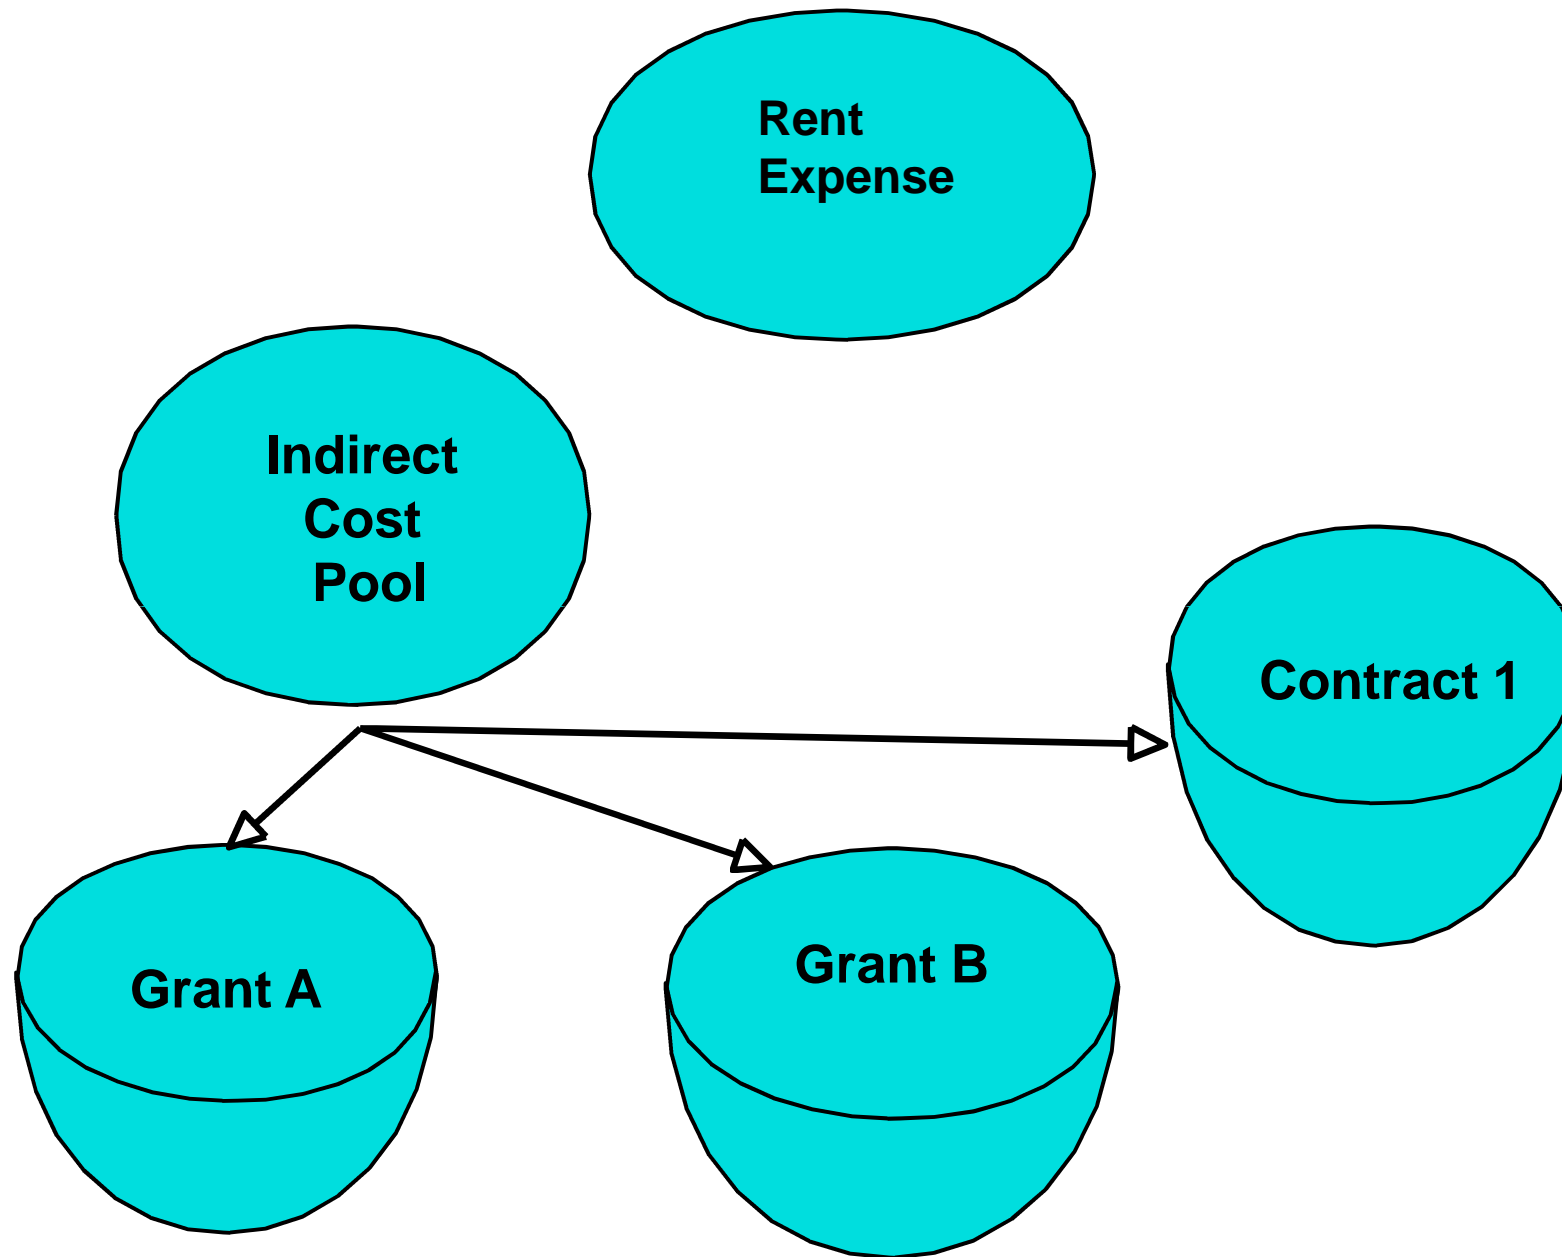 Rent
Expense
Indirect
Cost
Pool
Contract 1
Grant A
Grant B